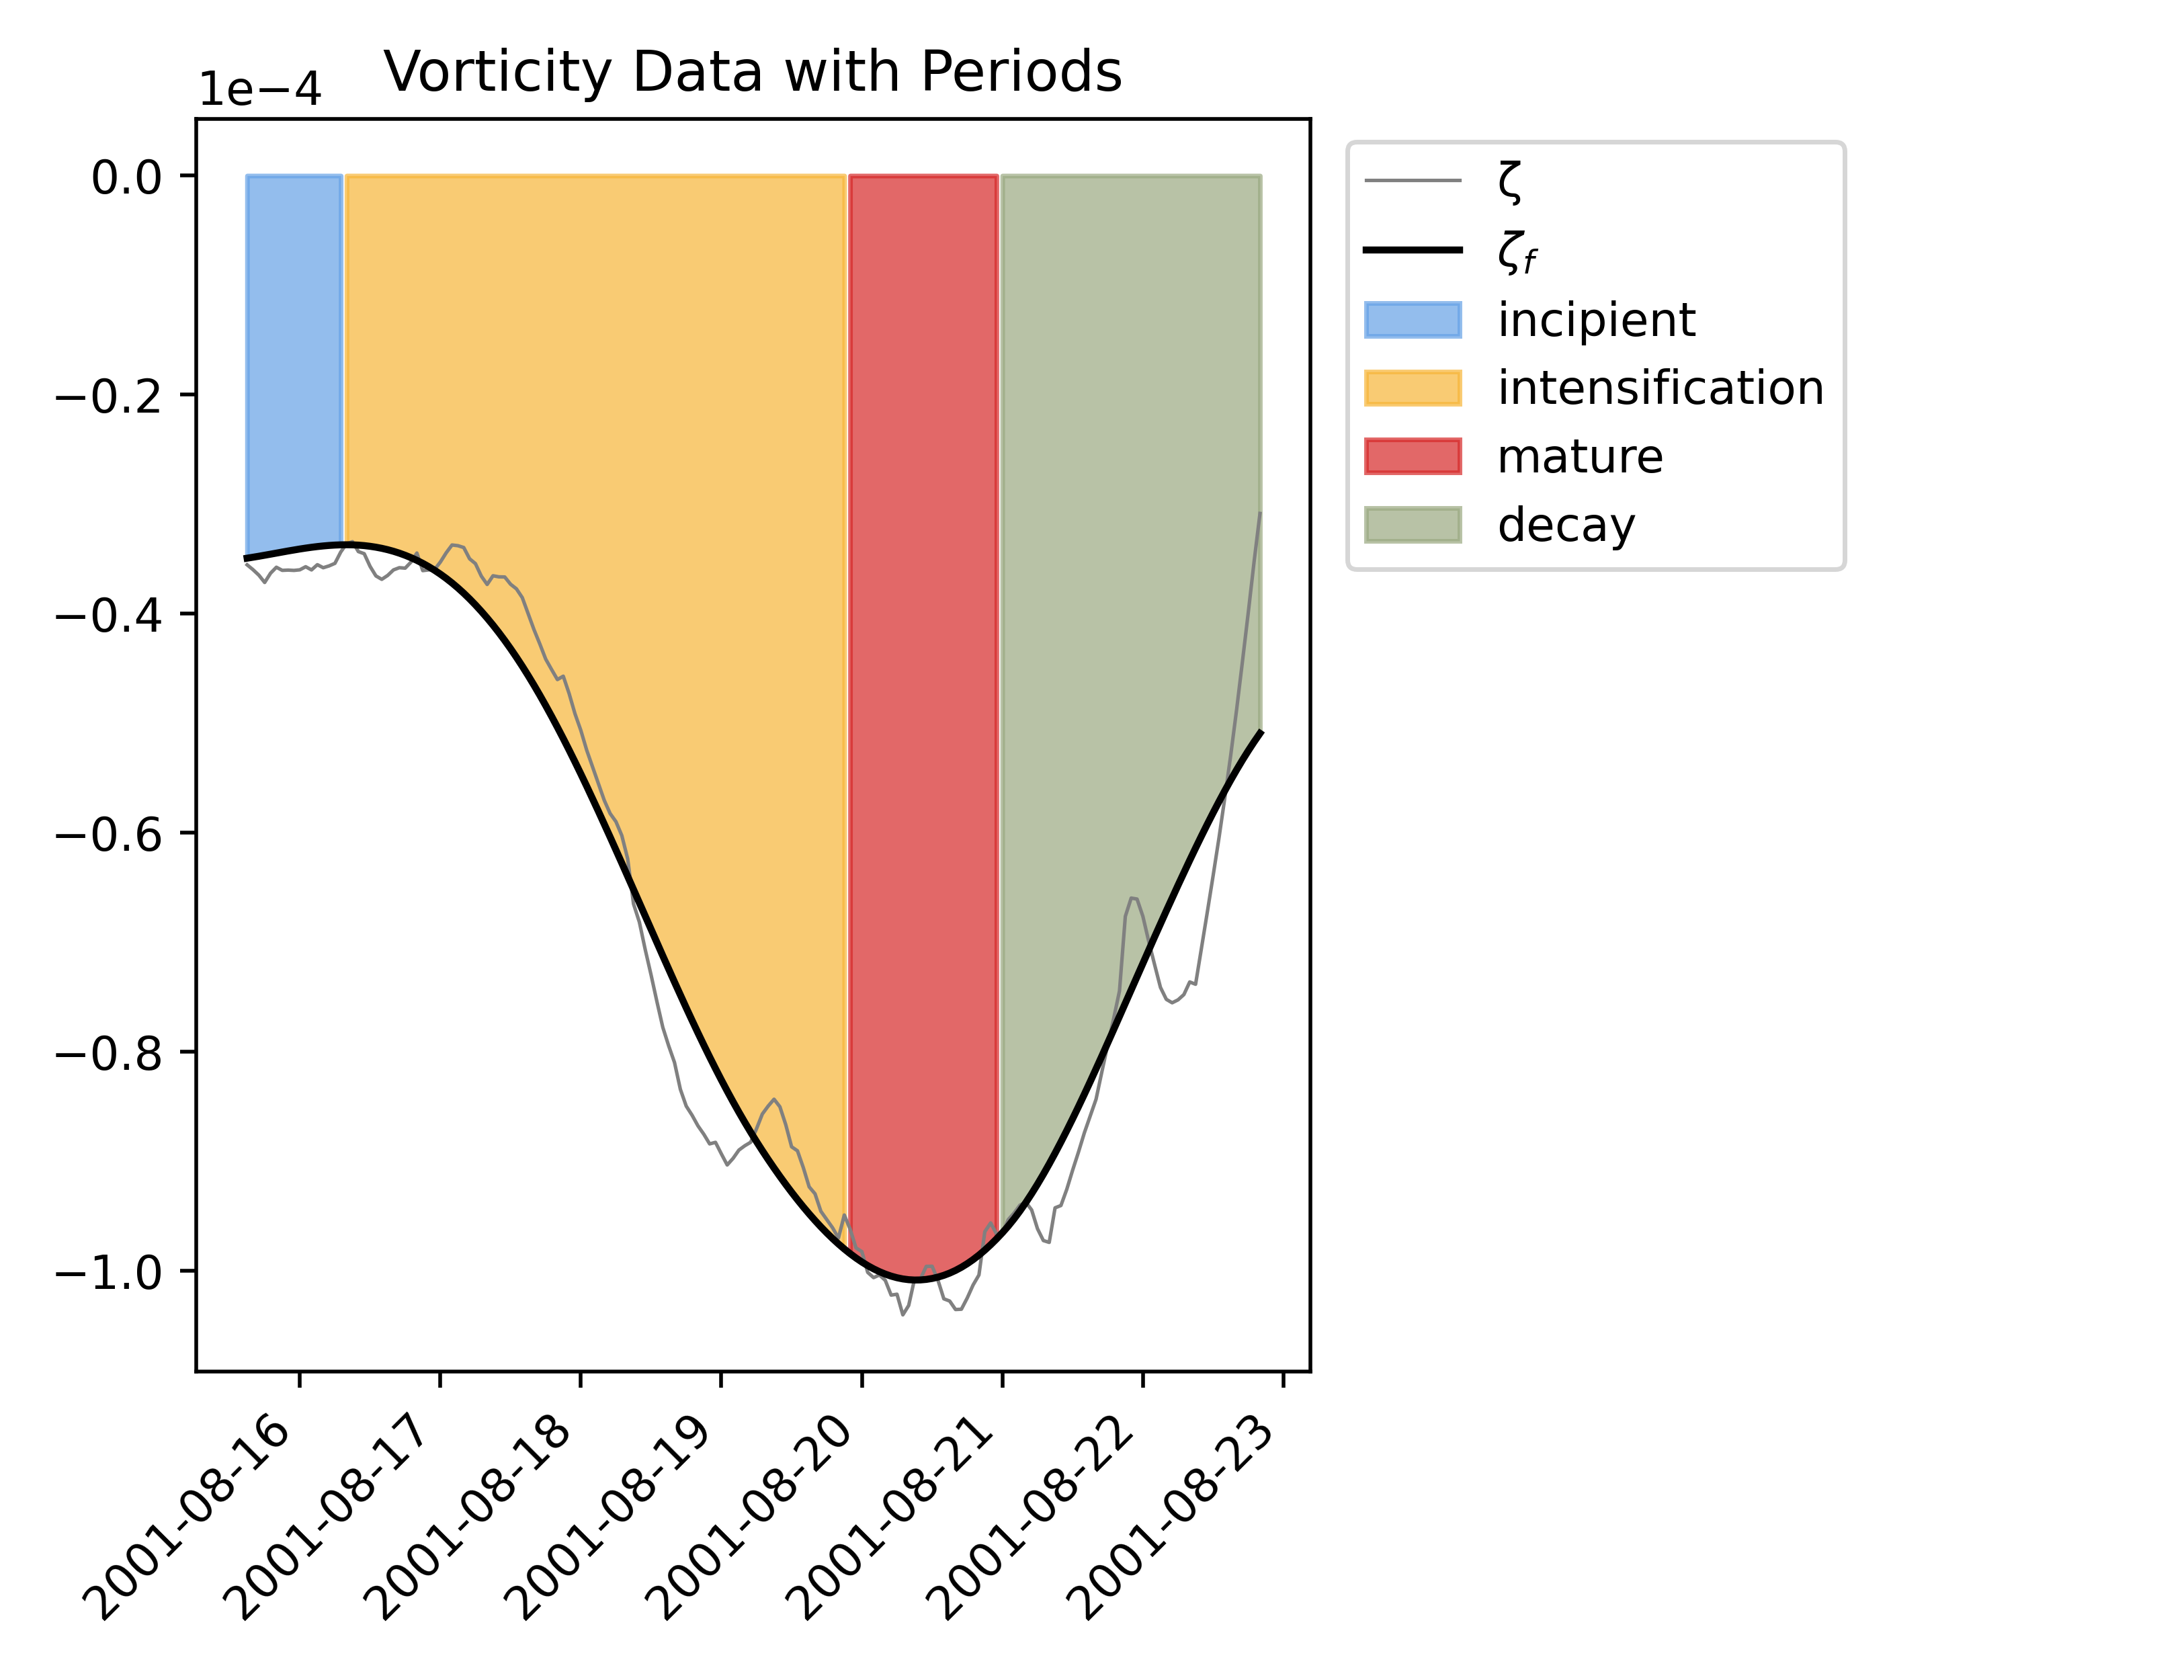 Vorticity Data with Periods
1e−4
0.0
−0.2
−0.4
−0.6
−0.8
−1.0
2001-08-16
2001-08-17
2001-08-18
2001-08-19
2001-08-20
2001-08-21
2001-08-22
2001-08-23
ζ
ζf
incipient
intensification
mature
decay